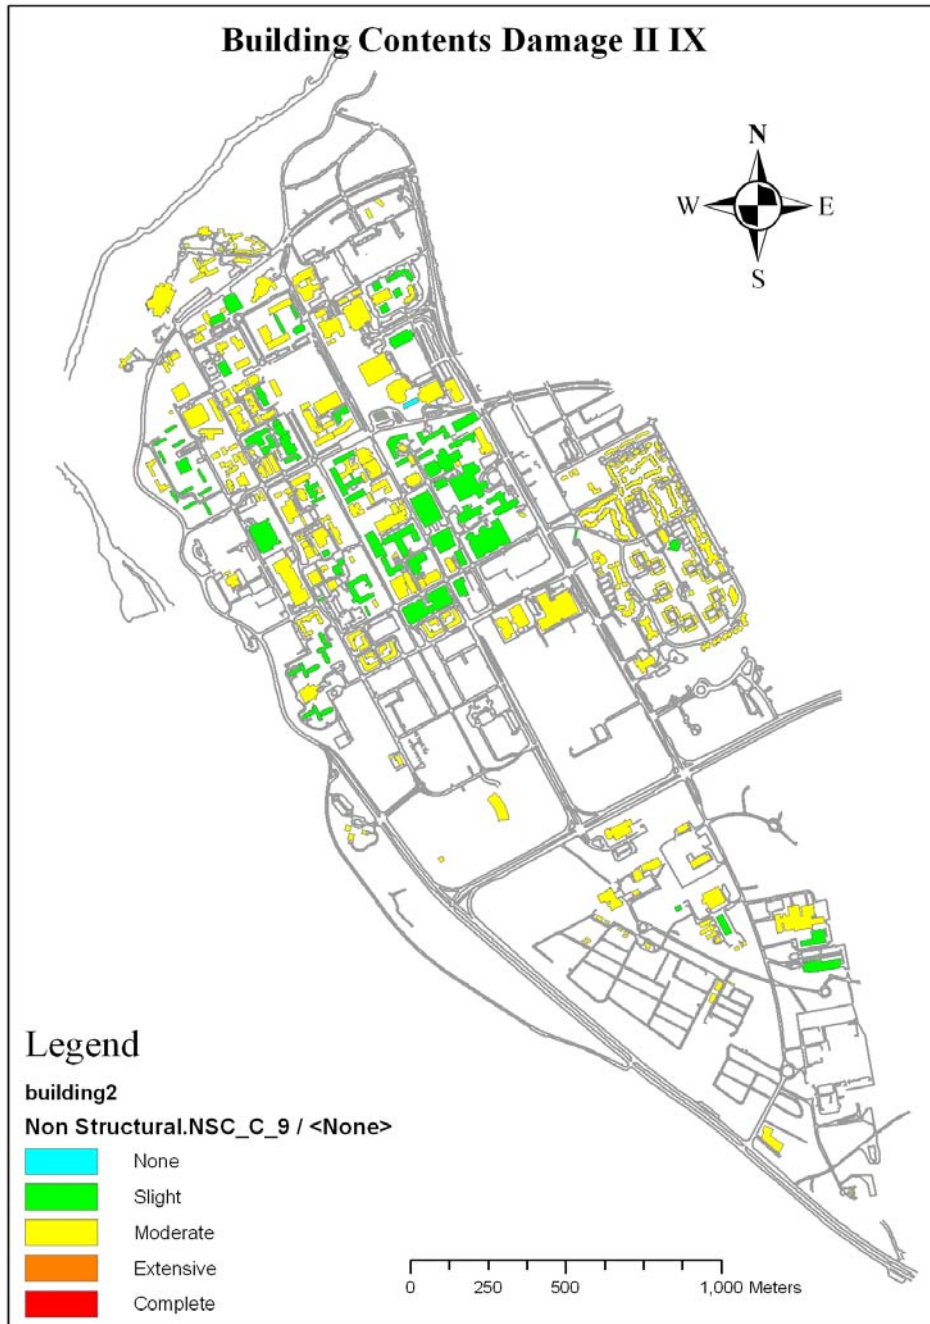 Building Contents Damage II IX
N
W E
S
Legend
building2
Non Structural.NSC_C_9 / <None>
None
Slight
Moderate
Extensive
Complete
0 250 500 1,000 Meters